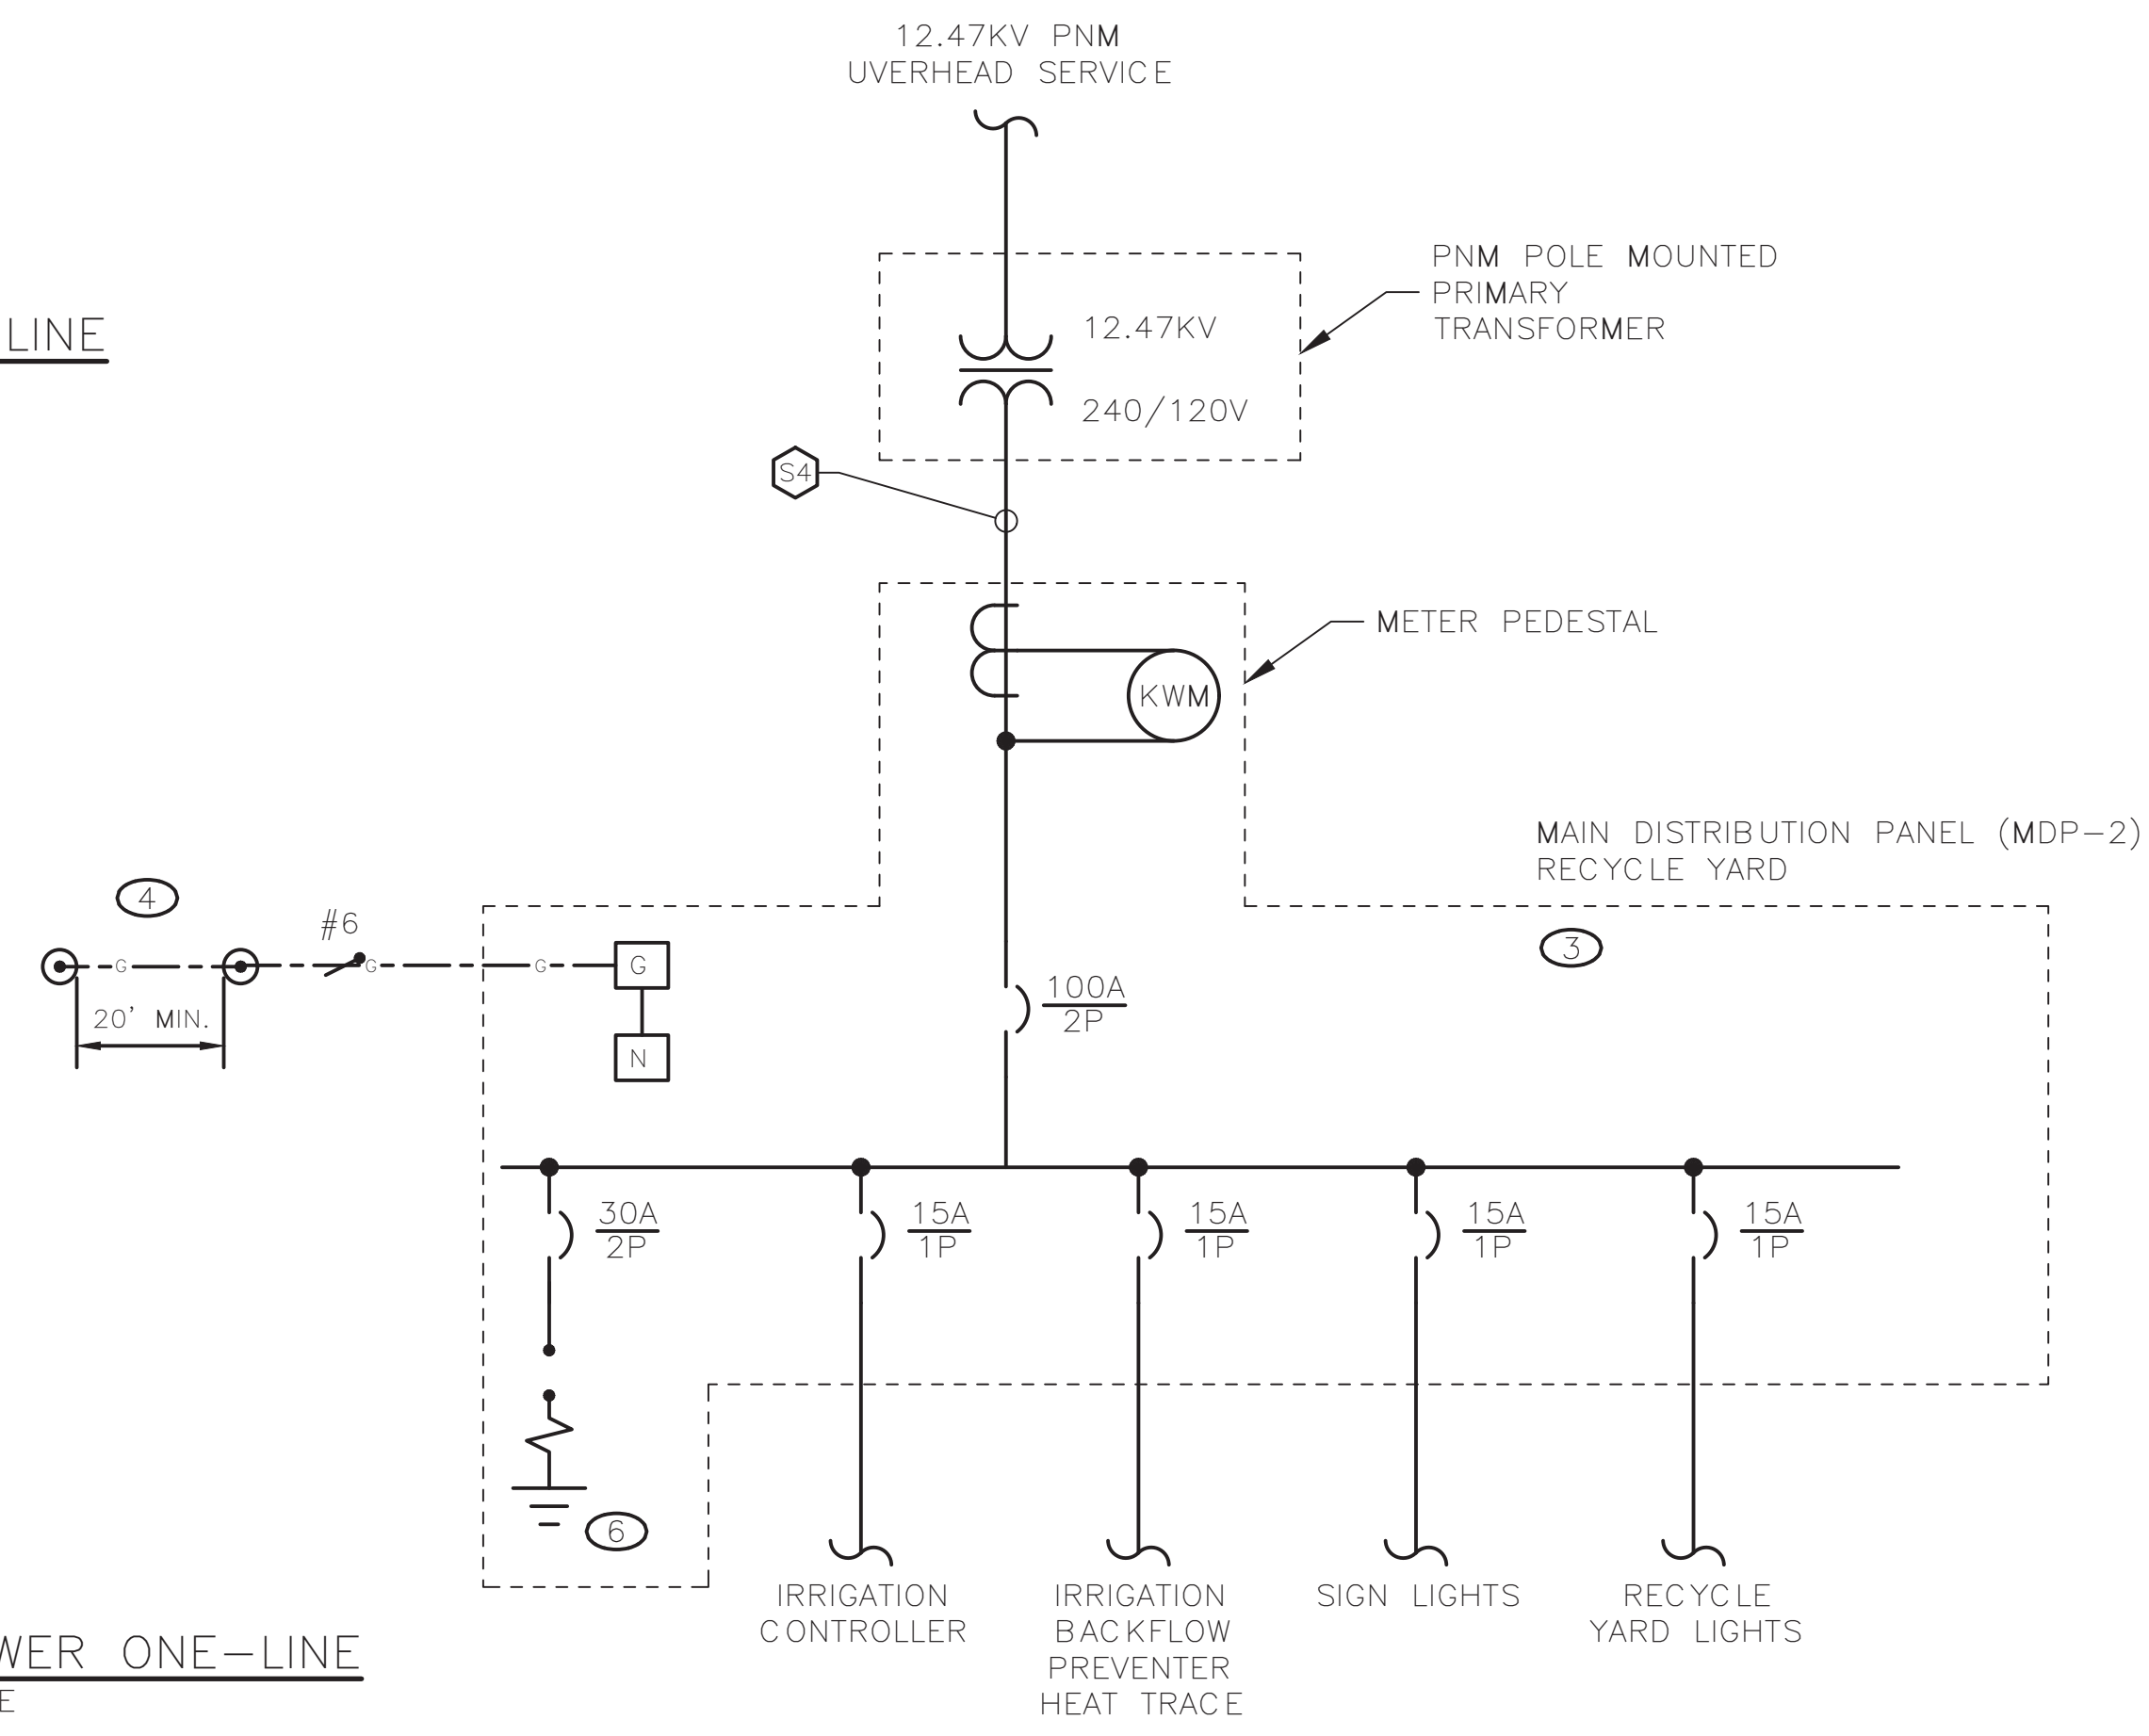 12.47KV PNM
UVERHEAD SERVICE
PNM POLE MOUNTED
PRIMARY
TRANSFORMER
LINE
12.47KV
240/120V
S4
METER PEDESTAL
KWM
MAIN DISTRIBUTION PANEL (MDP-2)
RECYCLE YARD
4
#6
3
G
G
G
G
20' MIN.
100A
2P
N
30A
2P
15A
1P
15A
1P
15A
1P
15A
1P
6
IRRIGATION
CONTROLLER
IRRIGATION
BACKFLOW
PREVENTER
HEAT TRACE
SIGN LIGHTS
RECYCLE
YARD LIGHTS
WER ONE-LINE
E